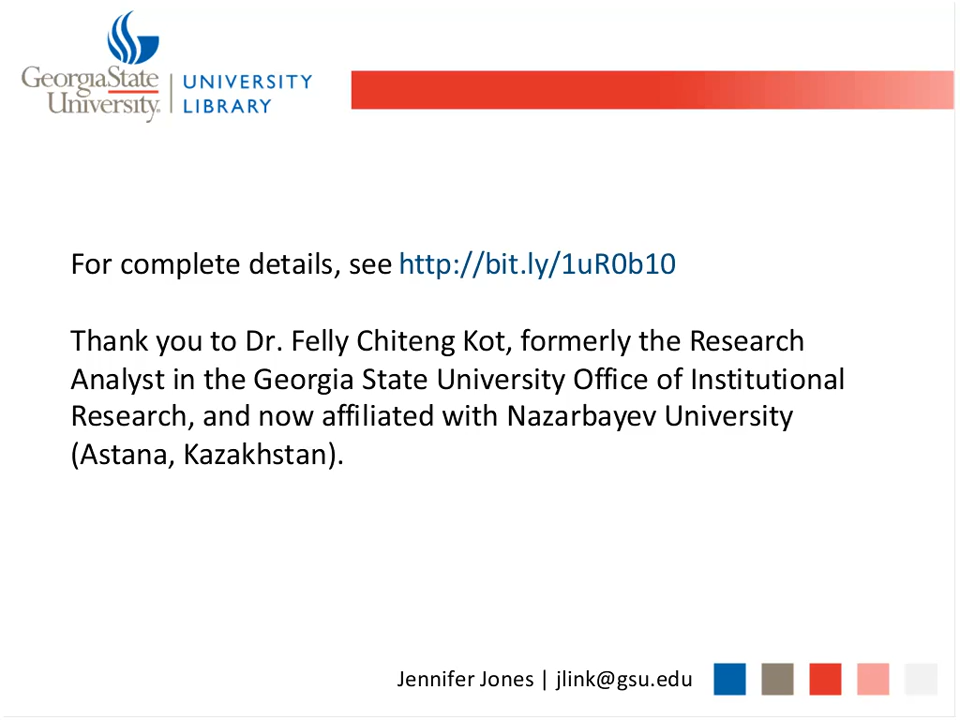 GeorgiaState
University.
UNIVERSITY
LIBRARY
For complete details, see http://bit.ly/1uR0b10
Thank you to Dr. Felly Chiteng Kot, formerly the Research
Analyst in the Georgia State University Office of Institutional
Research, and now affiliated with Nazarbayev University
(Astana, Kazakhstan).
Jennifer Jones | jlink@gsu.edu